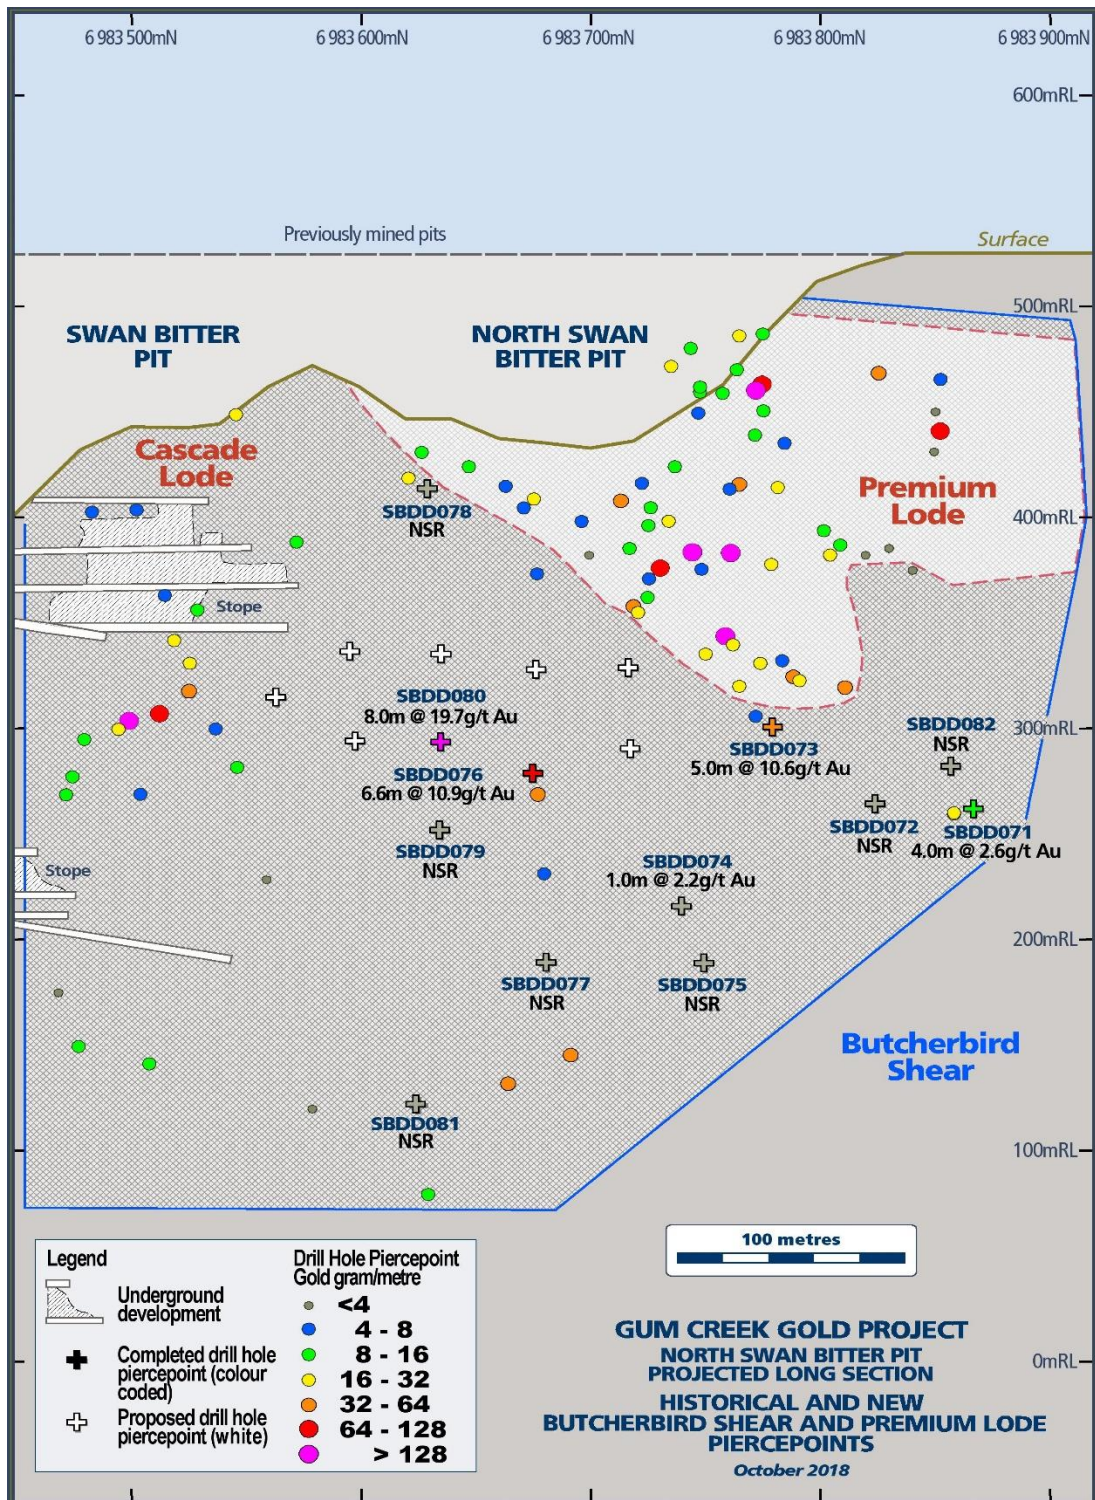 6 983 500mN
6 983 600mN
6 983 700mN
6 983 800mN
6 983 900mN
600mRL
Previously mined pits
Surface
500mRL
SWAN BITTER
PIT
NORTH SWAN
BITTER PIT
Cascade
Lode
Premium
Lode
SBDD078
NSR
400mRL
Stope
SBDD080
8.0m @ 19.7g/t Au
SBDD082
NSR
300mRL
SBDD073
5.0m @ 10.6g/t Au
SBDD076
6.6m @ 10.9g/t Au
SBDD072
NSR
SBDD071
4.0m @ 2.6g/t Au
SBDD079
NSR
SBDD074
1.0m @ 2.2g/t Au
Stope
200mRL
SBDD077
NSR
SBDD075
NSR
Butcherbird
Shear
SBDD081
NSR
100mRL
Legend
Underground
development
Completed drill hole
piercepoint (colour
coded)
Proposed drill hole
piercepoint (white)
Drill Hole Piercepoint
Gold gram/metre
<4
4 - 8
8 - 16
16 - 32
32 - 64
64 - 128
> 128
100 metres
GUM CREEK GOLD PROJECT
NORTH SWAN BITTER PIT
PROJECTED LONG SECTION
0mRL
HISTORICAL AND NEW
BUTCHERBIRD SHEAR AND PREMIUM LODE
PIERCEPOINTS
October 2018